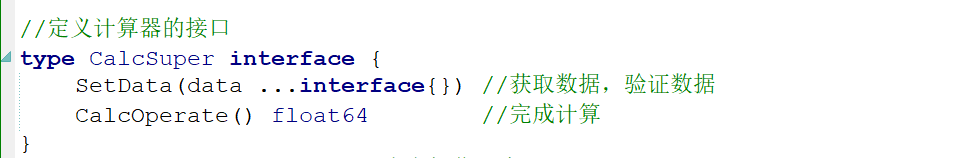 //定义计算器的接口
type CalcSuper interface {
    SetData(data ...interface{}) //获取数据，验证数据
    CalcOperate() float64        //完成计算
}